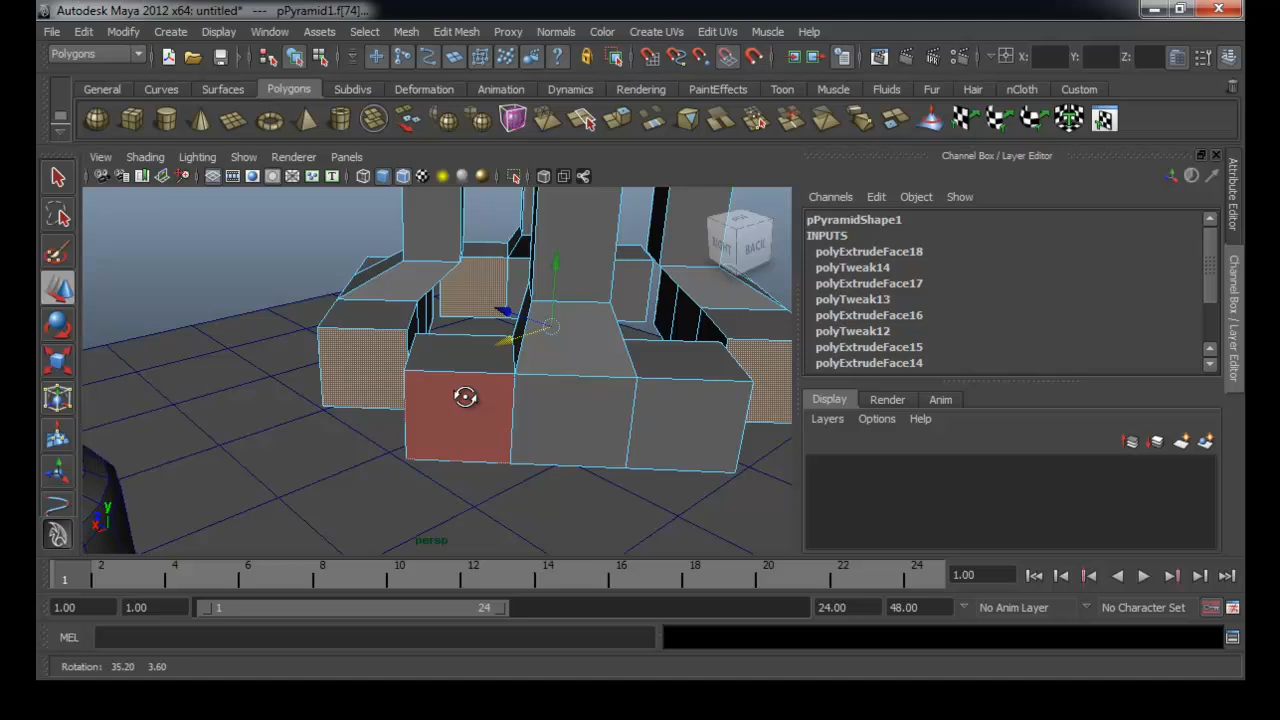 Autodesk Maya 2012 x64: untitled* --- pPyramid1.f[74]...
File Edit Modify Create Display Window Assets Select Mesh Edit Mesh Proxy Normals Color Create UVs Edit UVs Muscle Help
Polygons X: Y: Z:
General Curves Surfaces Polygons Subdivs Deformation Animation Dynamics Rendering PaintEffects Toon Muscle Fluids Fur Hair nCloth Custom
View Shading Lighting Show Renderer Panels
RIGHT BACK
y
x
persp
Channel Box / Layer Editor
Channels Edit Object Show
pPyramidShape1
INPUTS
polyExtrudeFace18
polyTweak14
polyExtrudeFace17
polyTweak13
polyExtrudeFace16
polyTweak12
polyExtrudeFace15
polyExtrudeFace14
Display Render Anim
Layers Options Help
Attribute Editor
Channel Box / Layer Editor
1 2 4 6 8 10 12 14 16 18 20 22 24 1.00
1.00 1.00 1 24 24.00 48.00 No Anim Layer No Character Set
MEL
Rotation: 35.20 3.60